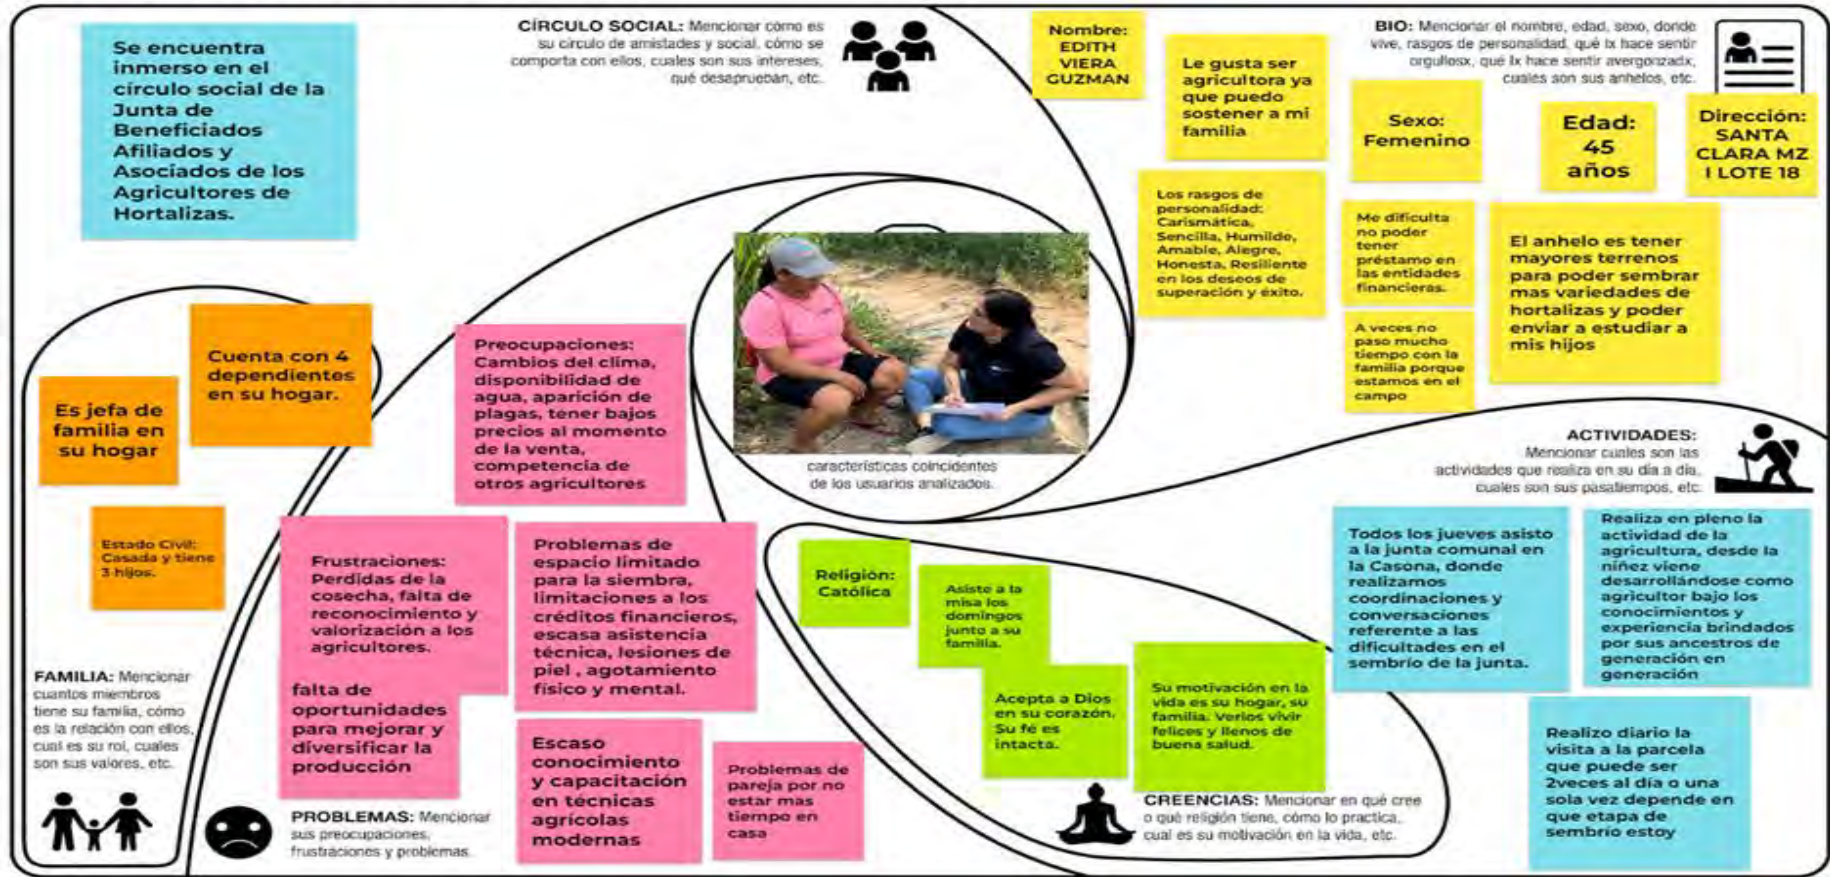 Se encuentra
inmerso en el
círculo social de la
Junta de
Beneficiados
Afiliados y
Asociados de los
Agricultores de
Hortalizas.
CÍRCULO SOCIAL: Mencionar cómo es
su círculo de amistades y social, cómo se
comporta con ellos, cuales son sus intereses,
qué desaprueban, etc.
Nombre:
EDITH
VIERA
GUZMAN
Le gusta ser
agricultora ya
que puedo
sostener a mi
familia
BIO: Mencionar el nombre, edad, sexo, donde
vive, rasgos de personalidad, qué lx hace sentir
orgullosx, qué lx hace sentir avergonzadx,
cuales son sus anhelos, etc.
Sexo:
Femenino
Edad:
45
años
Dirección:
SANTA
CLARA MZ
I LOTE 18
Los rasgos de
personalidad:
Carismática,
Sencilla, Humilde,
Amable, Alegre,
Honesta, Resiliente
en los deseos de
superación y éxito.
Me dificulta
no poder
tener
préstamo en
las entidades
financieras.
A veces no
paso mucho
tiempo con la
familia porque
estamos en el
campo
El anhelo es tener
mayores terrenos
para poder sembrar
mas variedades de
hortalizas y poder
enviar a estudiar a
mis hijos
Es jefa de
familia en
su hogar
Cuenta con 4
dependientes
en su hogar.
Estado Civil:
Casada y tiene
3 hijos.
FAMILIA: Mencionar
cuantos miembros
tiene su familia, cómo
es la relación con ellos,
cual es su rol, cuales
son sus valores, etc.
Preocupaciones:
Cambios del clima,
disponibilidad de
agua, aparición de
plagas, tener bajos
precios al momento
de la venta,
competencia de
otros agricultores
Frustraciones:
Perdidas de la
cosecha, falta de
reconocimiento y
valorización a los
agricultores.
falta de
oportunidades
para mejorar y
diversificar la
producción
Problemas de
espacio limitado
para la siembra,
limitaciones a los
créditos financieros,
escasa asistencia
técnica, lesiones de
piel , agotamiento
físico y mental.
Escaso
conocimiento
y capacitación
en técnicas
agrícolas
modernas
Problemas de
pareja por no
estar mas
tiempo en
casa
PROBLEMAS: Mencionar
sus preocupaciones,
frustraciones y problemas.
características coincidentes
de los usuarios analizados.
Religión:
Católica
Asiste a la
misa los
domingos
junto a su
familia.
Acepta a Dios
en su corazón.
Su fé es
intacta.
Su motivación en la
vida es su hogar, su
familia. Verlos vivir
felices y llenos de
buena salud.
CREENCIAS: Mencionar en qué cree
o qué religión tiene, cómo lo practica,
cual es su motivación en la vida, etc.
ACTIVIDADES:
Mencionar cuales son las
actividades que realiza en su día a día,
cuales son sus pasatiempos, etc.
Todos los jueves asisto
a la junta comunal en
la Casona, donde
realizamos
coordinaciones y
conversaciones
referente a las
dificultades en el
sembrío de la junta.
Realiza en pleno la
actividad de la
agricultura, desde la
niñez viene
desarrollándose como
agricultor bajo los
conocimientos y
experiencia brindados
por sus ancestros de
generación en
generación
Realizo diario la
visita a la parcela
que puede ser
2veces al día o una
sola vez depende en
que etapa de
sembrío estoy